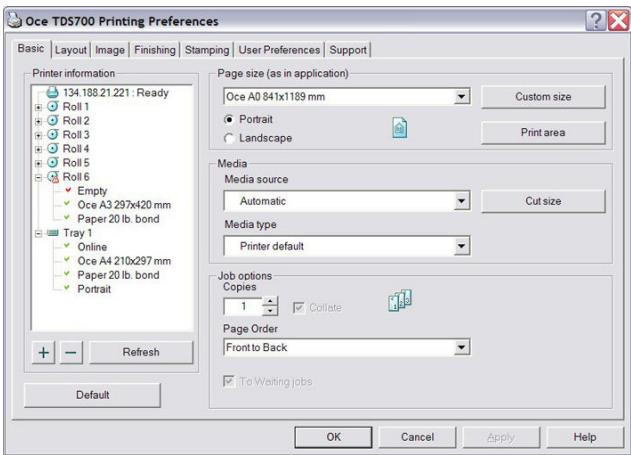 Oce TDS700 Printing Preferences
Basic Layout Image Finishing Stamping User Preferences Support
Printer information
134.188.21.221 : Ready
Roll 1
Roll 2
Roll 3
Roll 4
Roll 5
Roll 6
Empty
Oce A3 297x420 mm
Paper 20 lb. bond
Tray 1
Online
Oce A4 210x297 mm
Paper 20 lb. bond
Portrait
Refresh
Default
Page size (as in application)
Oce A0 841x1189 mm
Custom size
Portrait
Landscape
Print area
Media
Media source
Automatic
Cut size
Media type
Printer default
Job options
Copies
1
Collate
Page Order
Front to Back
To Waiting jobs
OK Cancel Apply Help